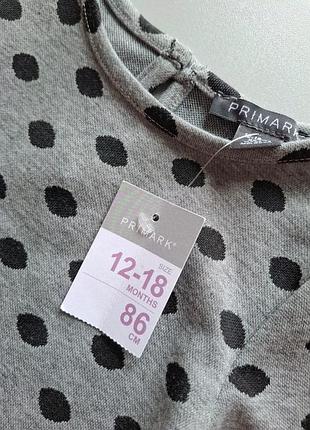 PRIMARK
PRIMARK®
SIZE
12-18
MONTHS
86
CM